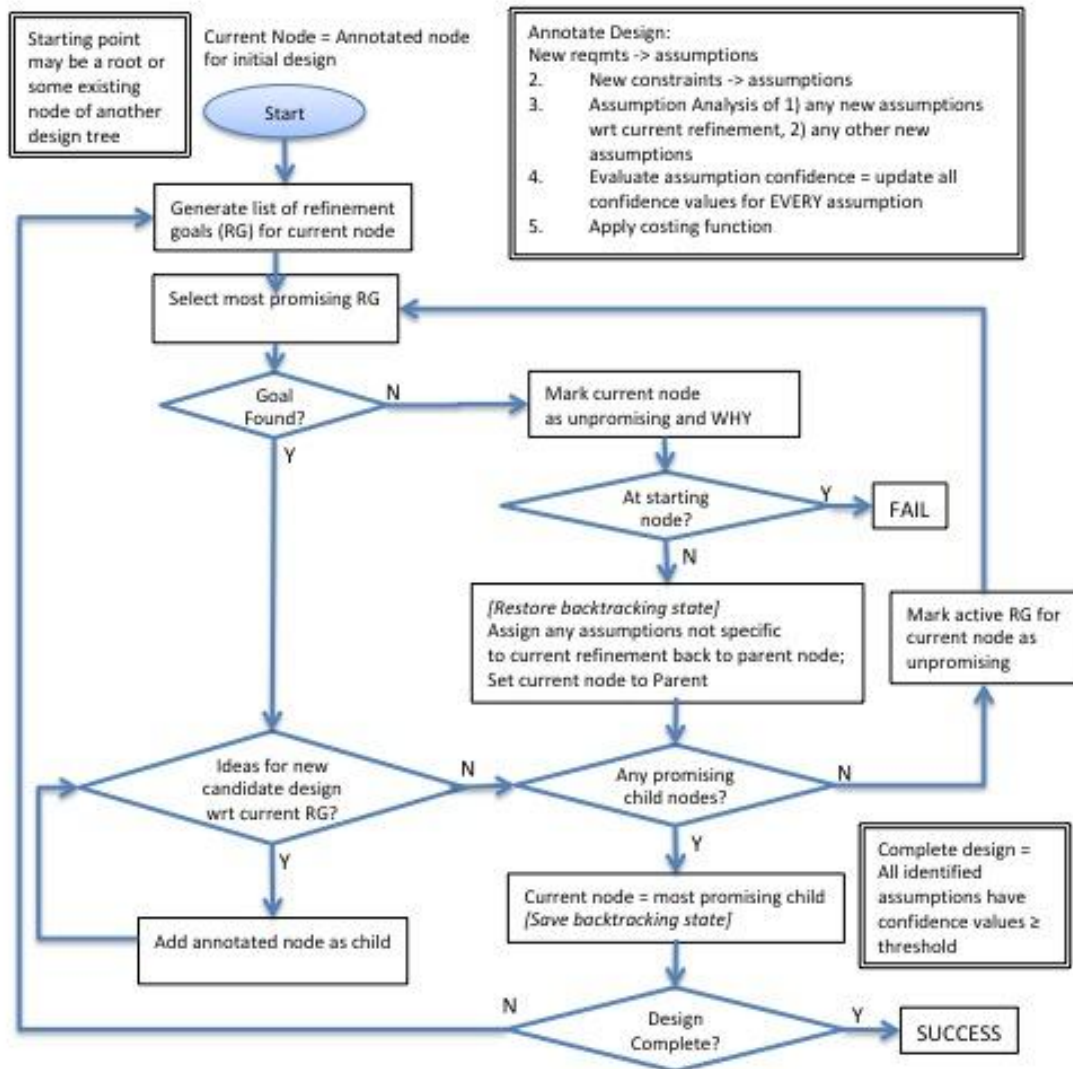 Starting point
may be a root or
some existing
node of another
design tree
Current Node = Annotated node
for initial design
Start
Annotate Design:
New reqmts -> assumptions
2. New constraints -> assumptions
3. Assumption Analysis of 1) any new assumptions
wrt current refinement, 2) any other new
assumptions
4. Evaluate assumption confidence = update all
confidence values for EVERY assumption
5. Apply costing function
Generate list of refinement
goals (RG) for current node
Select most promising RG
Goal
Found?
N
Y
Mark current node
as unpromising and WHY
At starting
node?
Y
FAIL
N
[Restore backtracking state]
Assign any assumptions not specific
to current refinement back to parent node;
Set current node to Parent
Mark active RG for
current node as
unpromising
Ideas for new
candidate design
wrt current RG?
N
Y
Any promising
child nodes?
N
Y
Add annotated node as child
Current node = most promising child
[Save backtracking state]
Complete design =
All identified
assumptions have
confidence values ≥
threshold
N
Design
Complete?
Y
SUCCESS